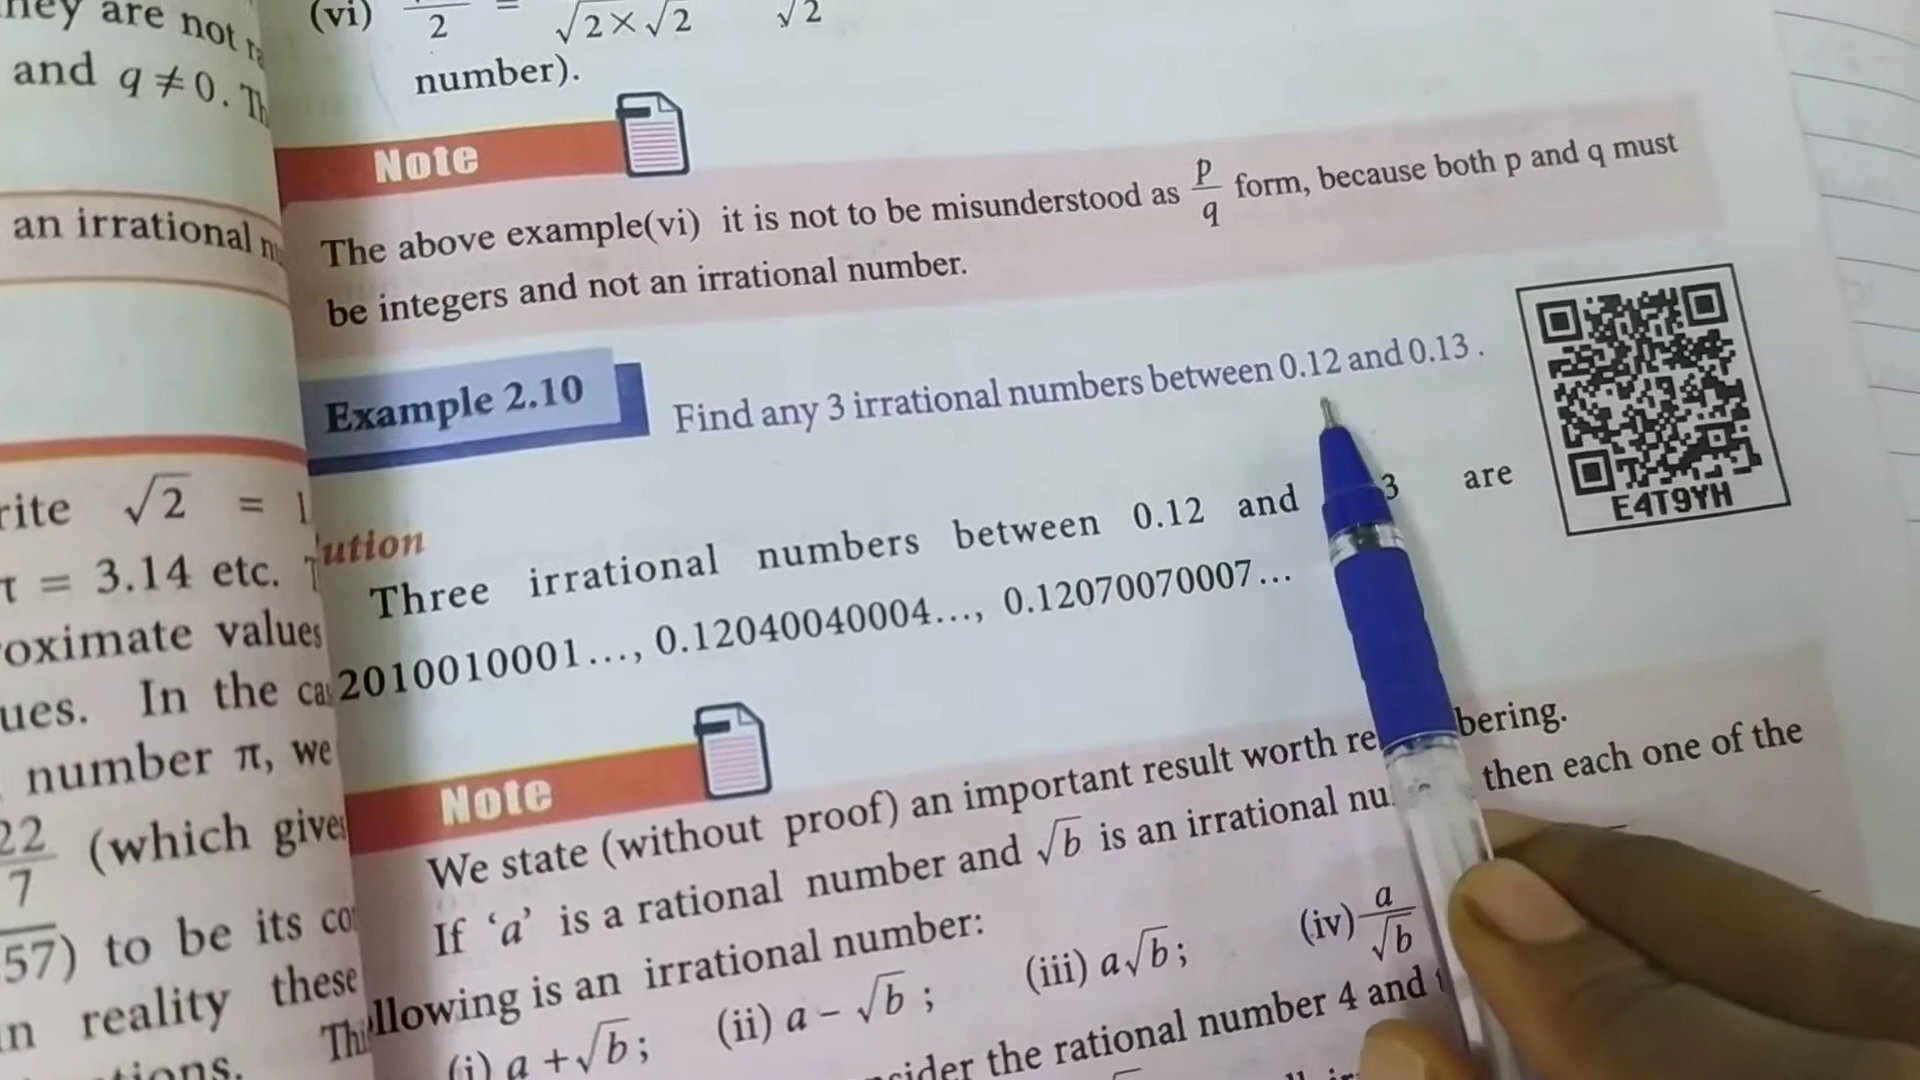 hey are not
and q ≠ 0. Th
an irrational
rite √2 = 1
π = 3.14 etc.
oximate values
ues. In the ca
number π, we
22/7 (which give
57) to be its co
n reality these
tions. Thi
(vi) /2 = √2×√2 √2
number).
Note
The above example(vi) it is not to be misunderstood as p/q form, because both p and q must
be integers and not an irrational number.
Example 2.10 Find any 3 irrational numbers between 0.12 and 0.13 .
E4T9YH
ution
Three irrational numbers between 0.12 and 3 are
2010010001..., 0.12040040004..., 0.12070070007...
Note
We state (without proof) an important result worth re bering.
If ‘a’ is a rational number and √b is an irrational nu then each one of the
llowing is an irrational number:
(i) a + √b ; (ii) a − √b ; (iii) a√b ; (iv) a/√b
sider the rational number 4 and